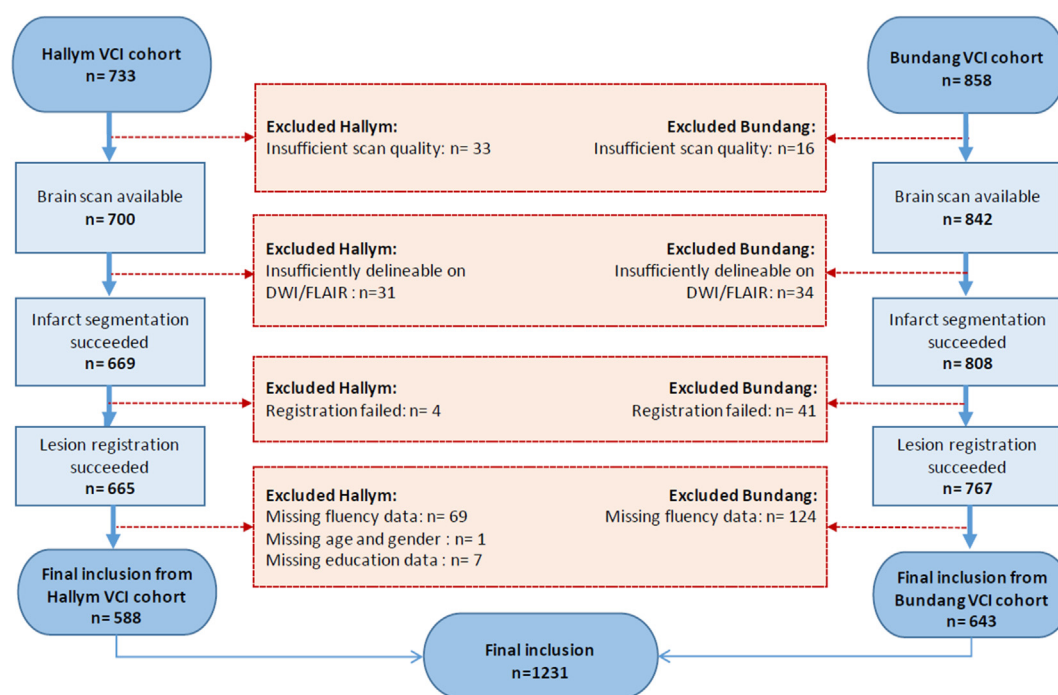 Hallym VCI cohort
n= 733
Bundang VCI cohort
n= 858
Excluded Hallym:
Insufficient scan quality: n= 33
Excluded Bundang:
Insufficient scan quality: n=16
Brain scan available
n= 700
Brain scan available
n= 842
Excluded Hallym:
Insufficiently delineable on
DWI/FLAIR : n=31
Excluded Bundang:
Insufficiently delineable on
DWI/FLAIR: n=34
Infarct segmentation
succeeded
n= 669
Infarct segmentation
succeeded
n= 808
Excluded Hallym:
Registration failed: n= 4
Excluded Bundang:
Registration failed: n= 41
Lesion registration
succeeded
n= 665
Lesion registration
succeeded
n= 767
Excluded Hallym:
Missing fluency data: n= 69
Missing age and gender : n= 1
Missing education data : n= 7
Excluded Bundang:
Missing fluency data: n= 124
Final inclusion from
Hallym VCI cohort
n= 588
Final inclusion from
Bundang VCI cohort
n= 643
Final inclusion
n=1231